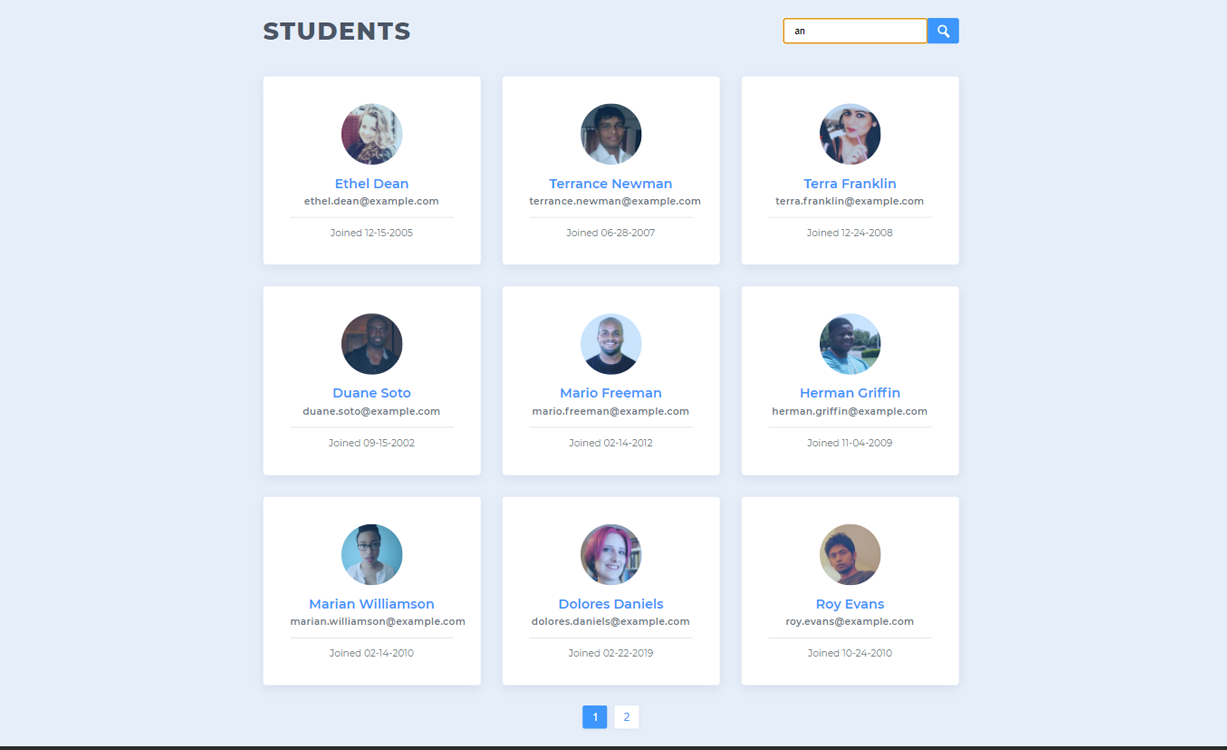 STUDENTS
an
Ethel Dean
ethel.dean@example.com
Joined 12-15-2005
Terrance Newman
terrance.newman@example.com
Joined 06-28-2007
Terra Franklin
terra.franklin@example.com
Joined 12-24-2008
Duane Soto
duane.soto@example.com
Joined 09-15-2002
Mario Freeman
mario.freeman@example.com
Joined 02-14-2012
Herman Griffin
herman.griffin@example.com
Joined 11-04-2009
Marian Williamson
marian.williamson@example.com
Joined 02-14-2010
Dolores Daniels
dolores.daniels@example.com
Joined 02-22-2019
Roy Evans
roy.evans@example.com
Joined 10-24-2010
1 2